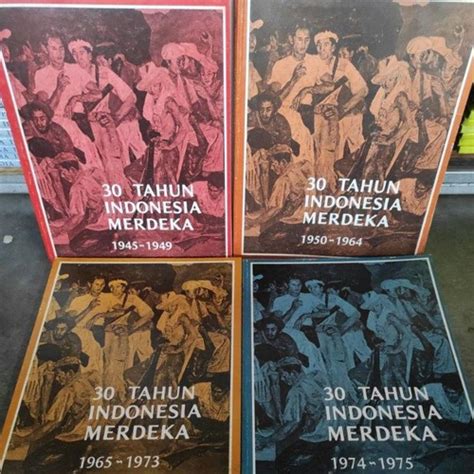 30 TAHUN
INDONESIA
MERDEKA
1945-1949
30 TAHUN
INDONESIA
MERDEKA
1950-1964
30 TAHUN
INDONESIA
MERDEKA
1965-1973
30 TAHUN
INDONESIA
MERDEKA
1974-1975